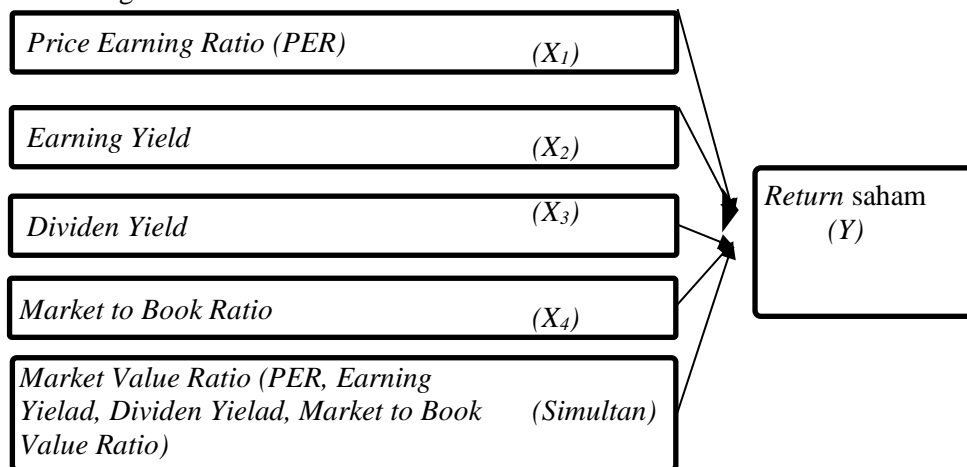 Price Earning Ratio (PER) (X1)
Earning Yield (X2)
Dividen Yield (X3)
Market to Book Ratio (X4)
Market Value Ratio (PER, Earning
Yielad, Dividen Yielad, Market to Book (Simultan)
Value Ratio)
Return saham
(Y)